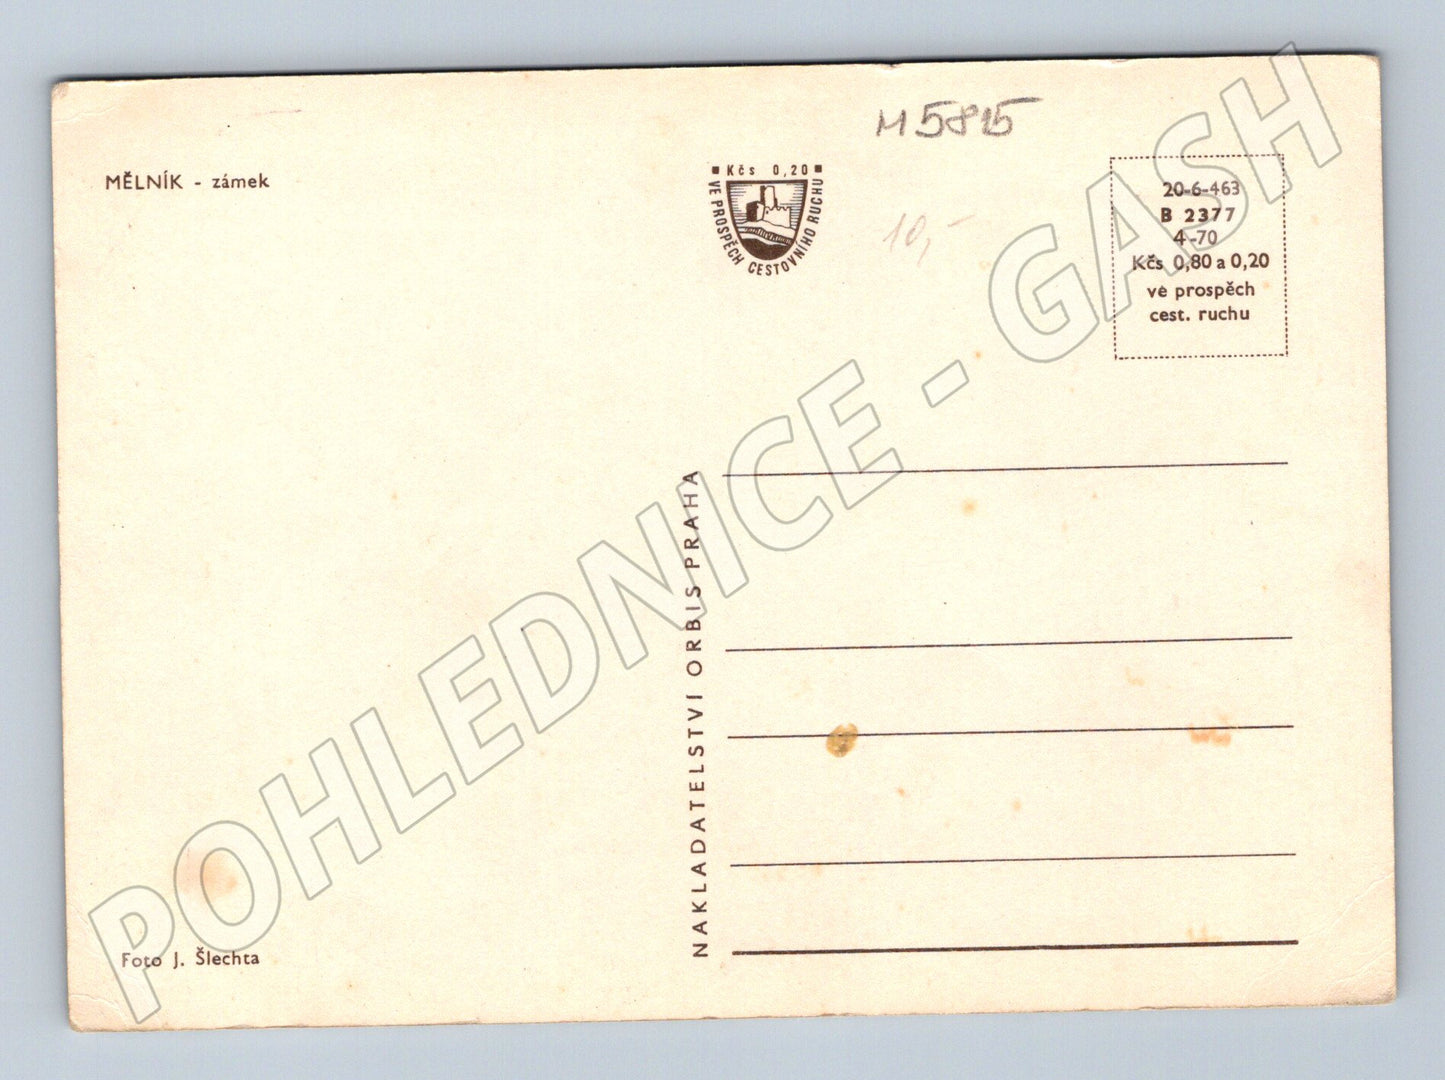 M 5815
MĚLNÍK - zámek
Kčs 0,20
VE PROSPĚCH CESTOVNÍHO RUCHU
10,-
20-6-463
B 2377
4-70
Kčs 0,80 a 0,20
ve prospěch
cest. ruchu
NAKLADATELSTVÍ ORBIS PRAHA
Foto J. Šlechta
POHLEDNICE - GASH